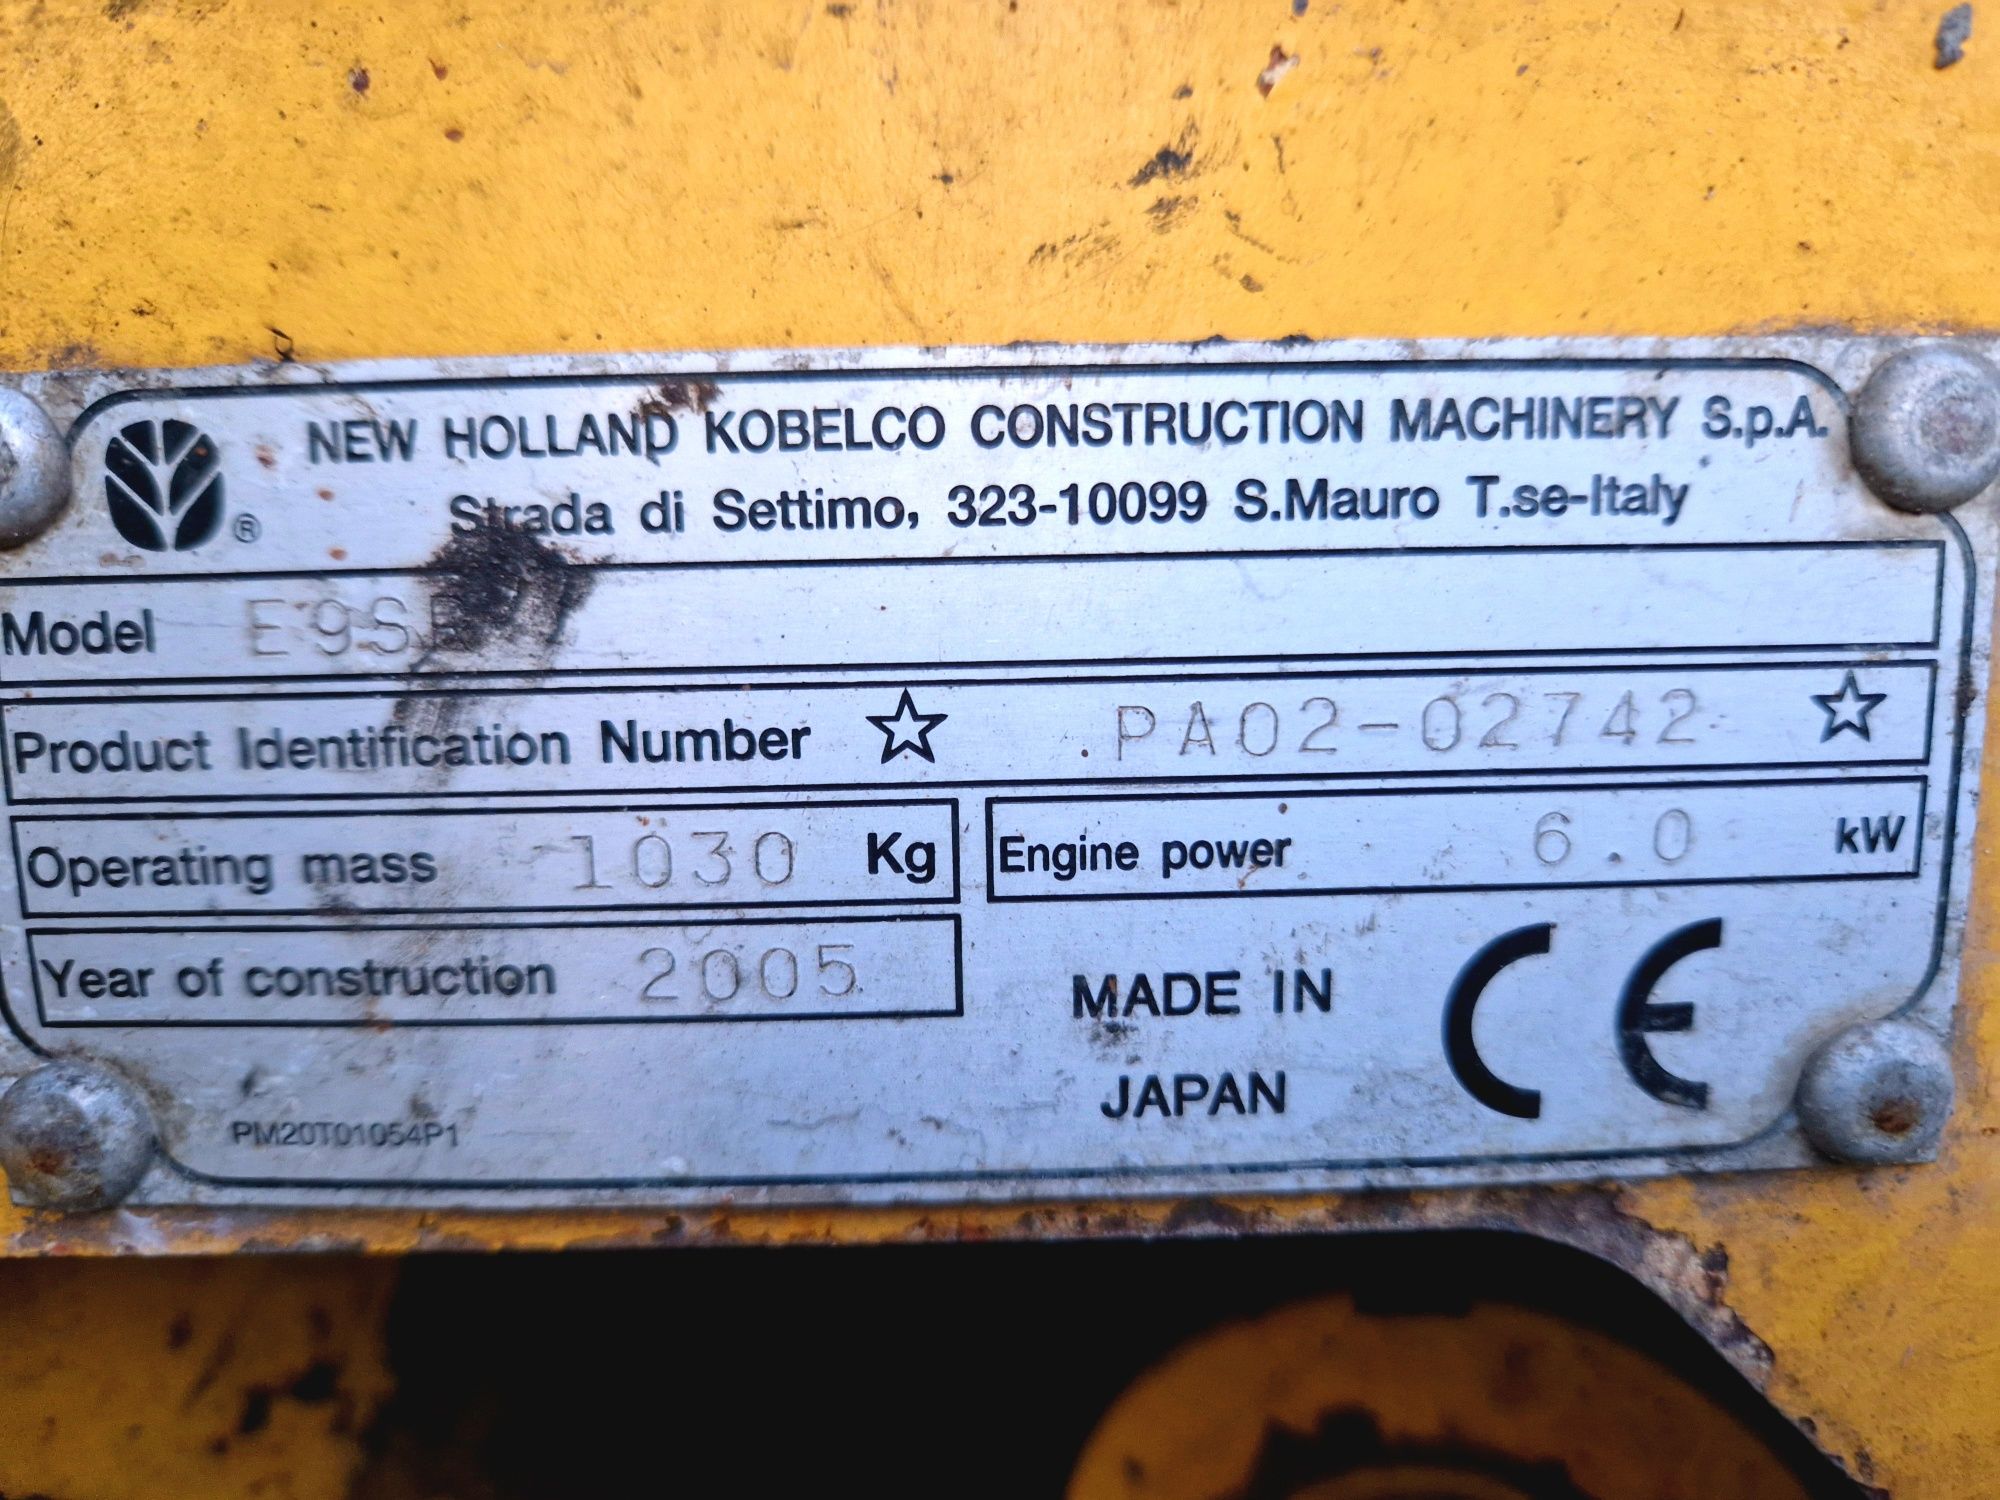 NEW HOLLAND KOBELCO CONSTRUCTION MACHINERY S.p.A.
®
Strada di Settimo, 323-10099 S.Mauro T.se-Italy
Model E9SR
Product Identification Number ☆ PA02-02742 ☆
Operating mass 1030 Kg
Engine power 6.0 kW
Year of construction 2005
MADE IN
JAPAN
CE
PM20T01054P1